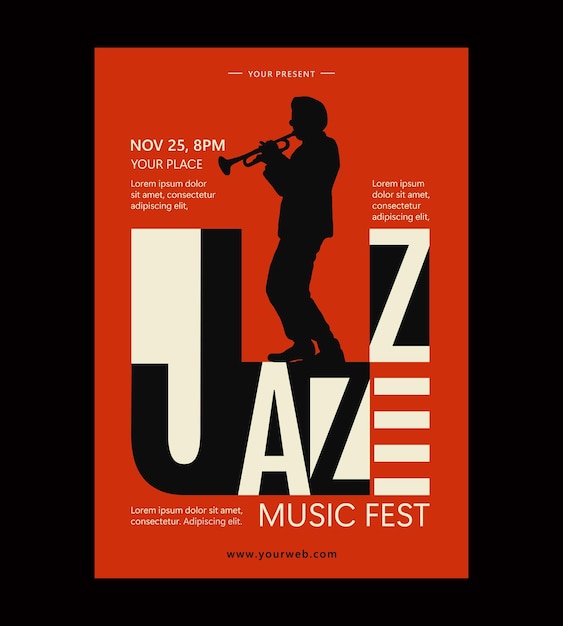 YOUR PRESENT
NOV 25, 8PM
YOUR PLACE
Lorem ipsum dolor
sit amet, consectetur
adipiscing elit,
Lorem ipsum dolor
sit amet, consectetur
adipiscing elit,
JAZZ
MUSIC FEST
Lorem ipsum dolor sit amet,
consectetur. Adipiscing elit.
www.yourweb.com